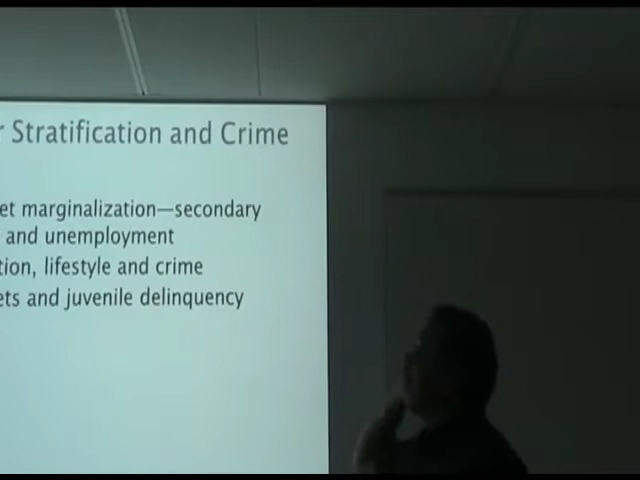 r Stratification and Crime
et marginalization—secondary
and unemployment
tion, lifestyle and crime
ets and juvenile delinquency